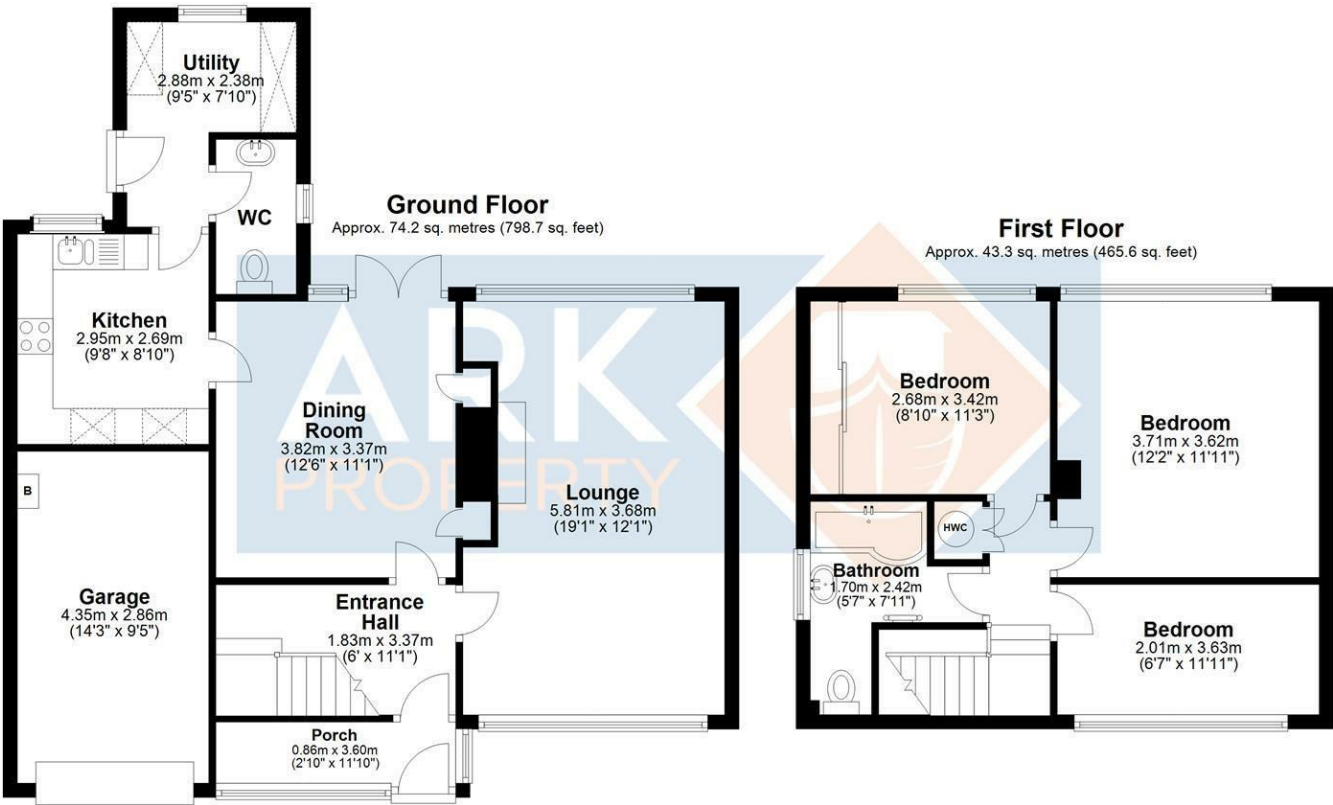 Utility
2.88m x 2.38m
(9'5" x 7'10")
WC
Ground Floor
Approx. 74.2 sq. metres (798.7 sq. feet)
Kitchen
2.95m x 2.69m
(9'8" x 8'10")
Dining
Room
3.82m x 3.37m
(12'6" x 11'1")
Lounge
5.81m x 3.68m
(19'1" x 12'1")
B
Garage
4.35m x 2.86m
(14'3" x 9'5")
Entrance
Hall
1.83m x 3.37m
(6' x 11'1")
Porch
0.86m x 3.60m
(2'10" x 11'10")
First Floor
Approx. 43.3 sq. metres (465.6 sq. feet)
Bedroom
2.68m x 3.42m
(8'10" x 11'3")
Bedroom
3.71m x 3.62m
(12'2" x 11'11")
HWC
Bathroom
1.70m x 2.42m
(5'7" x 7'11")
Bedroom
2.01m x 3.63m
(6'7" x 11'11")
ARK
PROPERTY